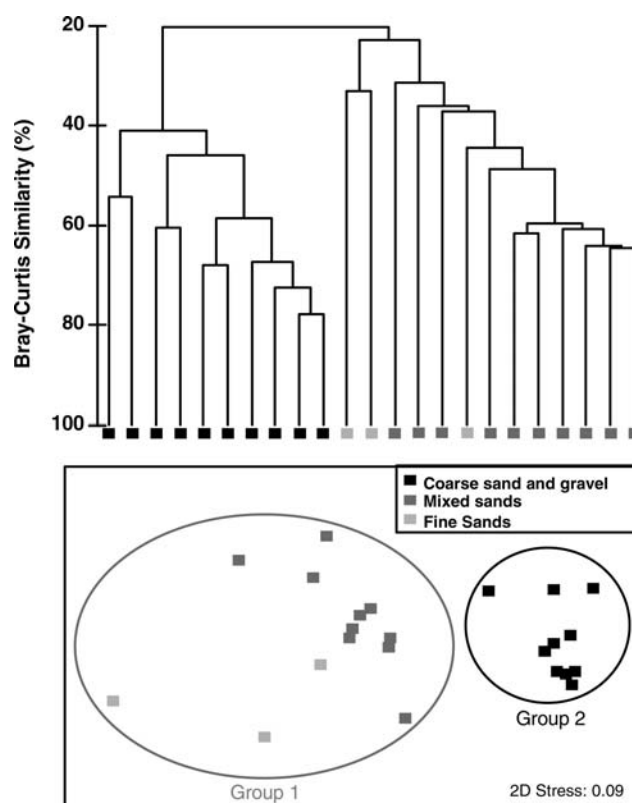 20
40
60
80
100
Bray-Curtis Similarity (%)
Coarse sand and gravel
Mixed sands
Fine Sands
Group 2
Group 1
2D Stress: 0.09